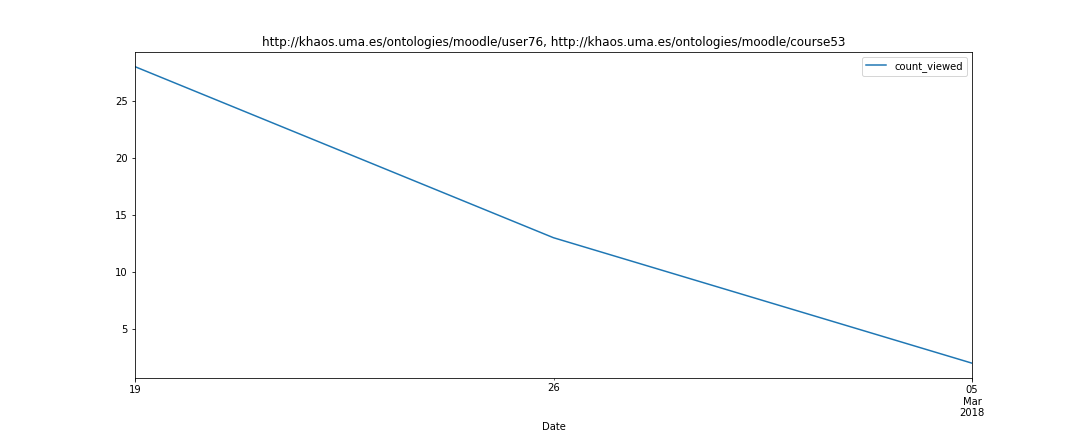 http://khaos.uma.es/ontologies/moodle/user76, http://khaos.uma.es/ontologies/moodle/course53
count_viewed
25
20
15
10
5
19
26
05
Mar
2018
Date